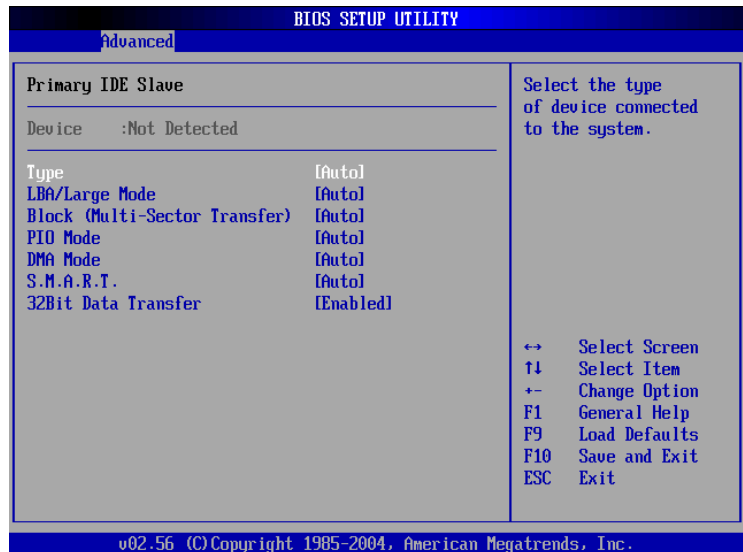 BIOS SETUP UTILITY
Advanced
Primary IDE Slave
Device :Not Detected
Type [Auto]
LBA/Large Mode [Auto]
Block (Multi-Sector Transfer) [Auto]
PIO Mode [Auto]
DMA Mode [Auto]
S.M.A.R.T. [Auto]
32Bit Data Transfer [Enabled]
Select the type
of device connected
to the system.
↔ Select Screen
↑↓ Select Item
+- Change Option
F1 General Help
F9 Load Defaults
F10 Save and Exit
ESC Exit
v02.56 (C)Copyright 1985-2004, American Megatrends, Inc.